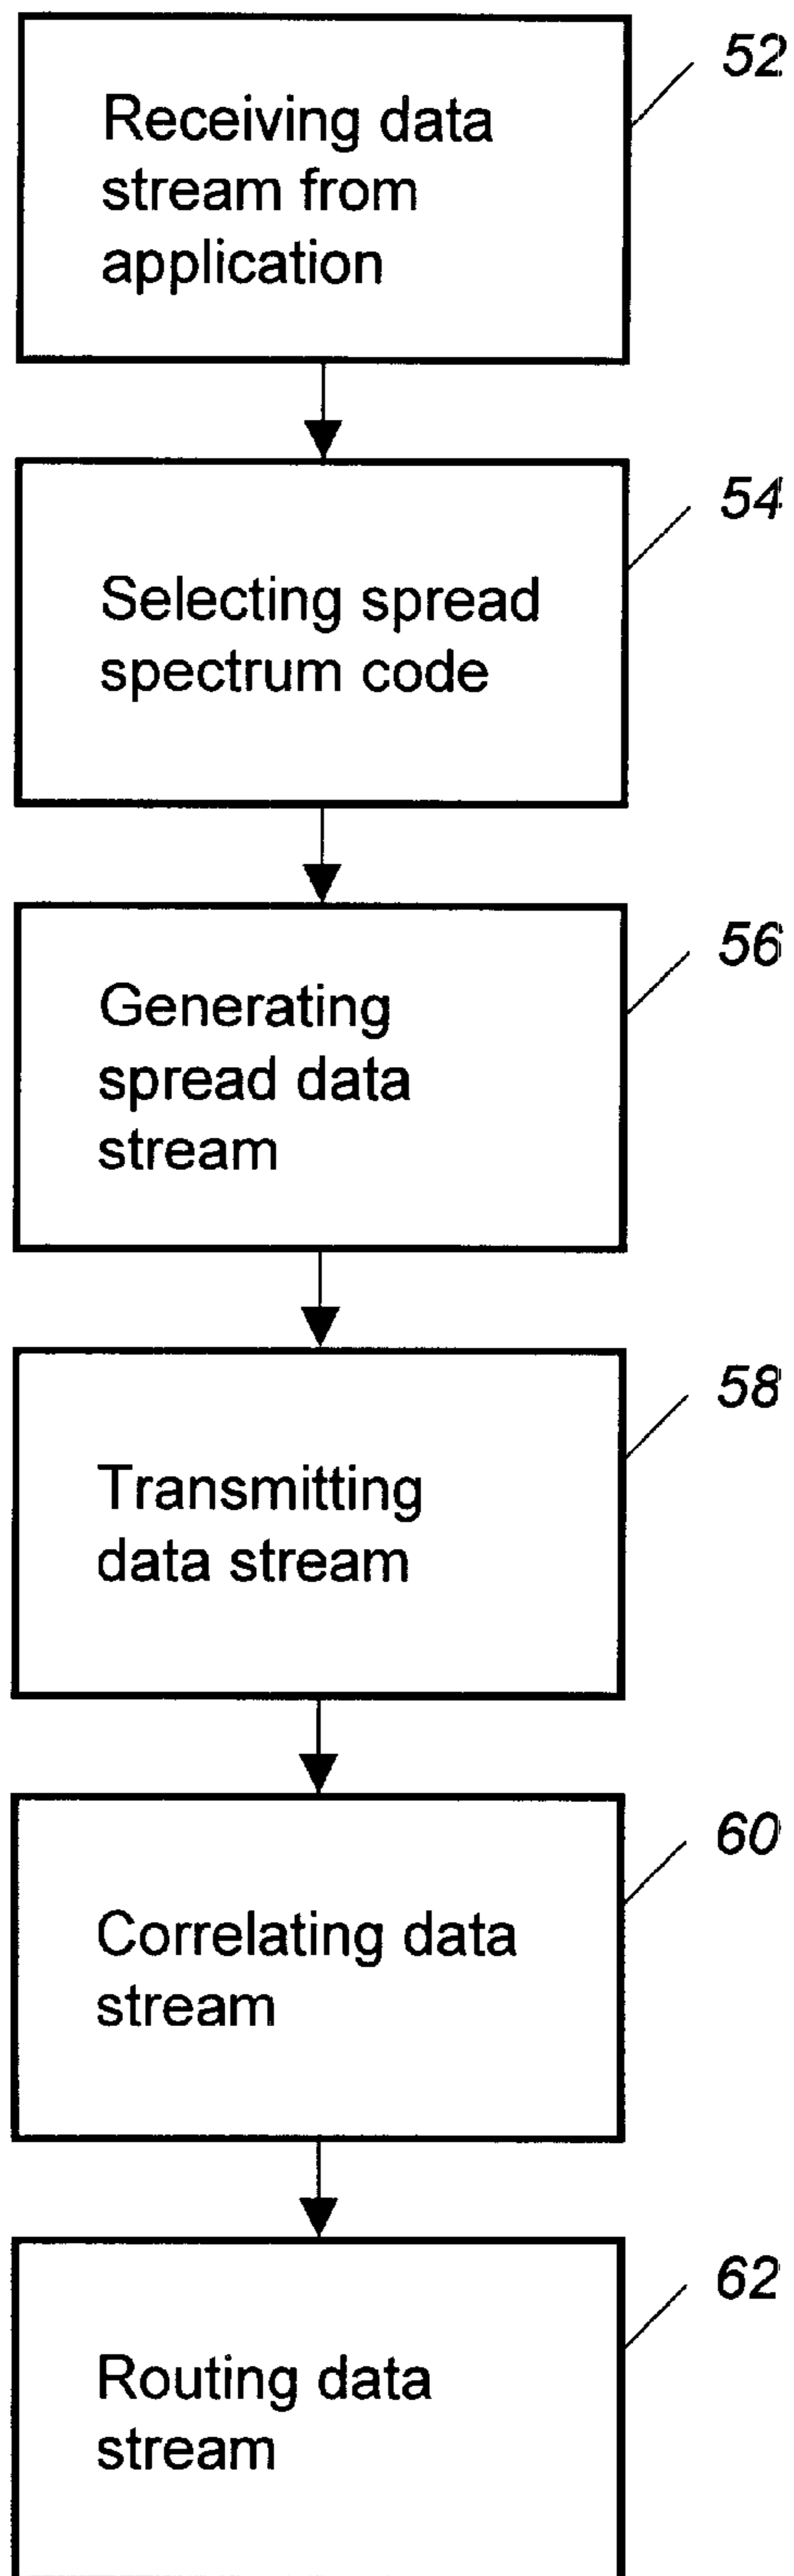 52
Receiving data
stream from
application
54
Selecting spread
spectrum code
56
Generating
spread data
stream
58
Transmitting
data stream
60
Correlating data
stream
62
Routing data
stream